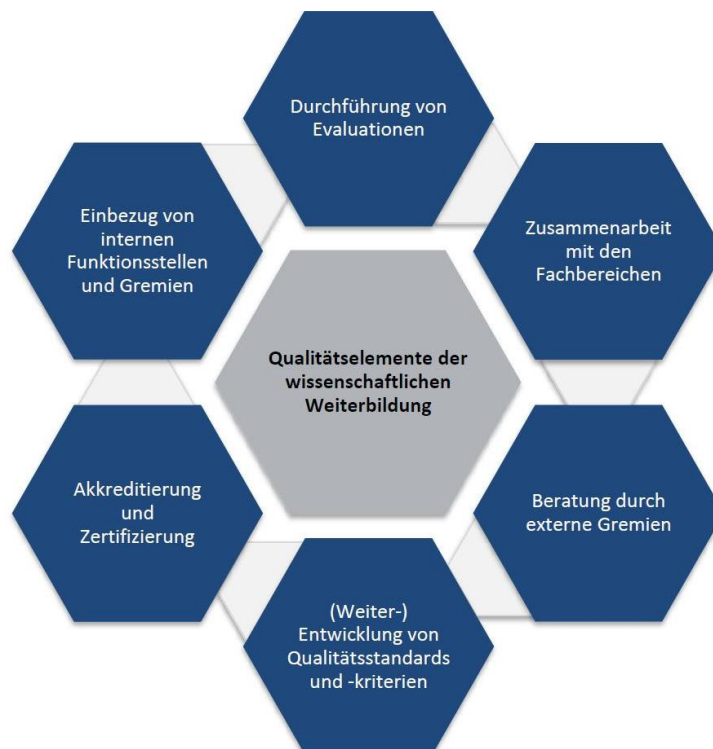 Durchführung von
Evaluationen
Zusammenarbeit
mit den
Fachbereichen
Beratung durch
externe Gremien
(Weiter-)
Entwicklung von
Qualitätsstandards
und -kriterien
Akkreditierung
und
Zertifizierung
Einbezug von
internen
Funktionsstellen
und Gremien
Qualitätselemente der
wissenschaftlichen
Weiterbildung